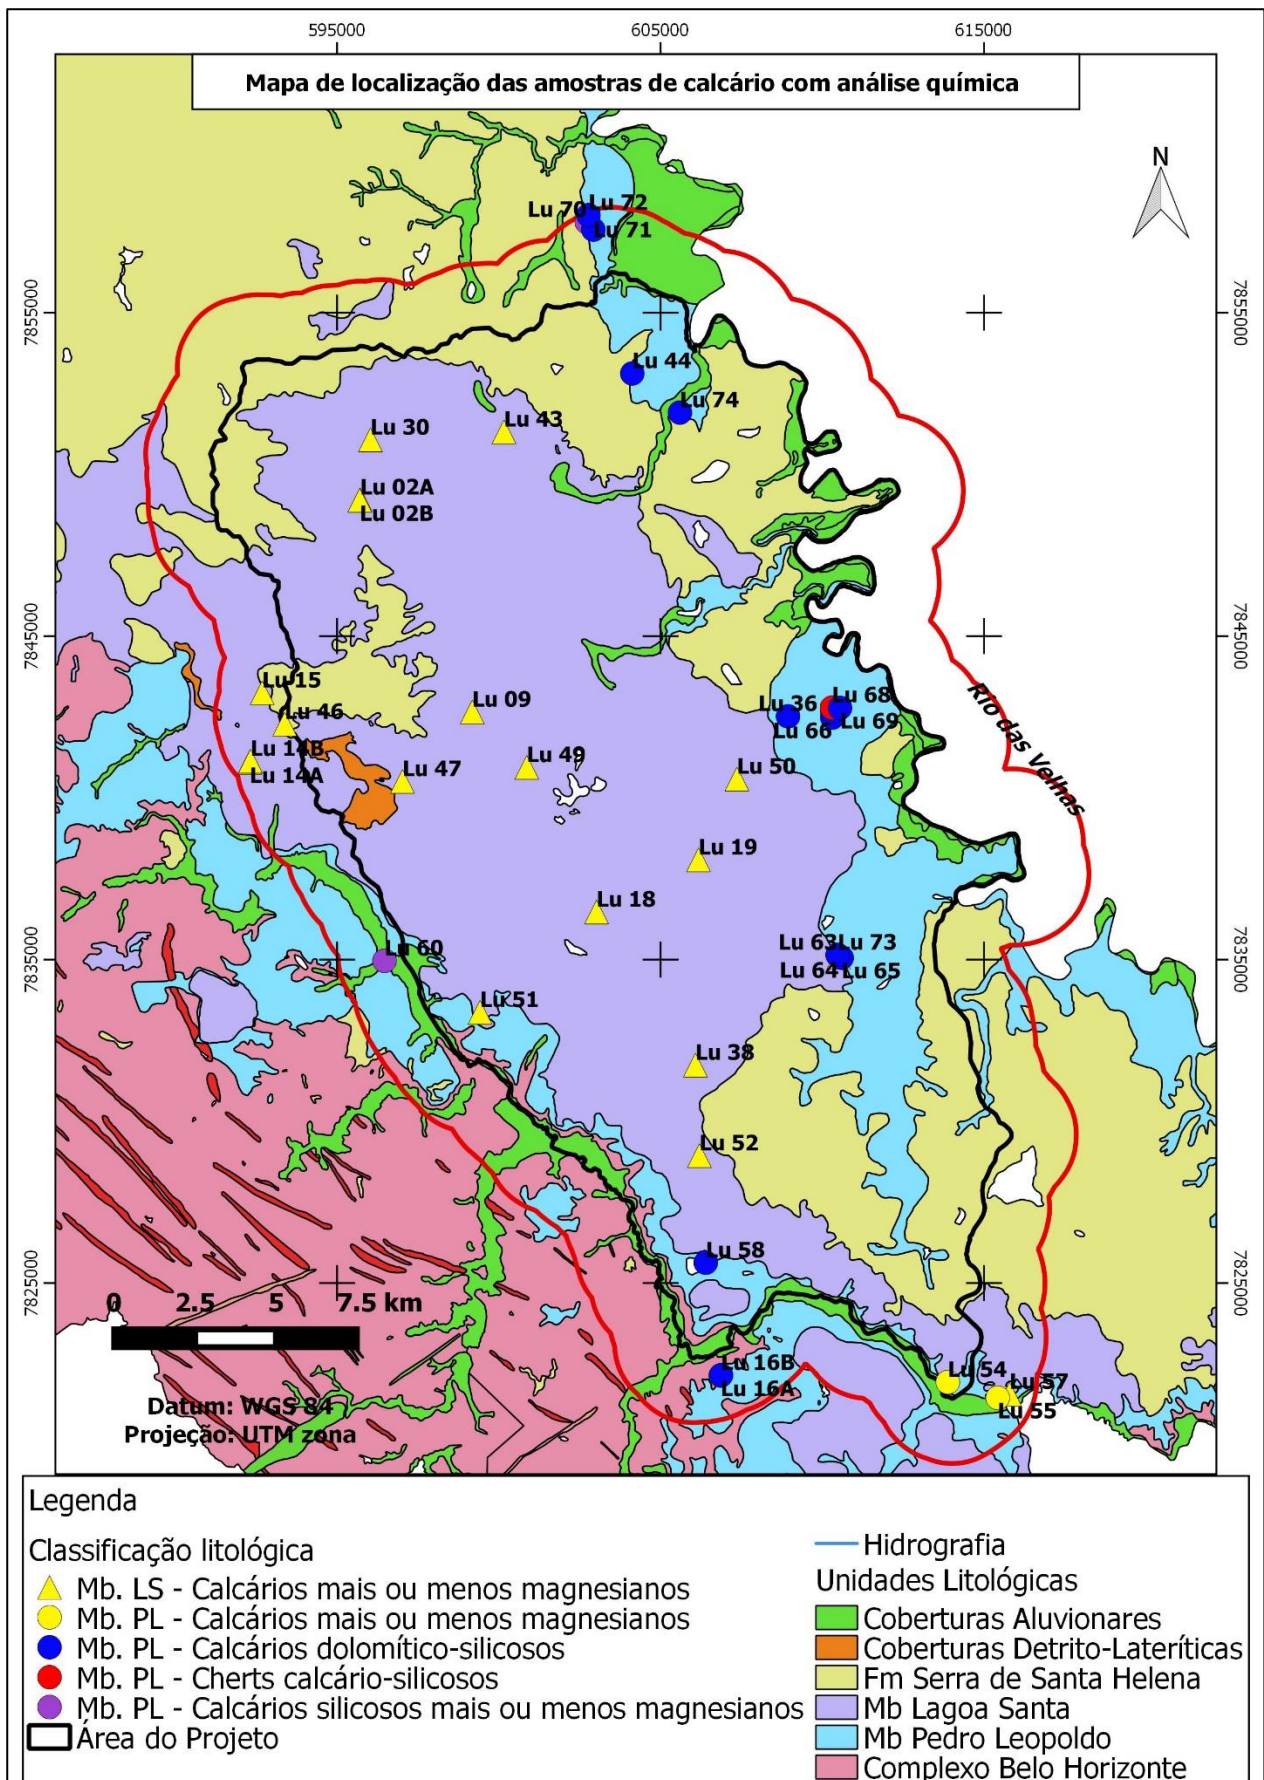 595000
605000
615000
Mapa de localização das amostras de calcário com análise química
N
Lu 72
Lu 70
Lu 71
7855000
7855000
Lu 44
Lu 74
Lu 30
Lu 43
Lu 02A
Lu 02B
7845000
7845000
Lu 15
Lu 46
Lu 09
Lu 36
Lu 68
Lu 66
Lu 69
Rio das Velhas
Lu 14B
Lu 14A
Lu 47
Lu 49
Lu 50
Lu 19
Lu 18
Lu 60
Lu 63
Lu 73
Lu 64
Lu 65
7835000
7835000
Lu 51
Lu 38
Lu 52
Lu 58
7825000
7825000
0 2.5 5 7.5 km
Lu 16B
Lu 16A
Lu 54
Lu 57
Lu 55
Datum: WGS 84
Projeção: UTM zona
Legenda
Classificação litológica
Mb. LS - Calcários mais ou menos magnesianos
Mb. PL - Calcários mais ou menos magnesianos
Mb. PL - Calcários dolomítico-silicosos
Mb. PL - Cherts calcário-silicosos
Mb. PL - Calcários silicosos mais ou menos magnesianos
Área do Projeto
Hidrografia
Unidades Litológicas
Coberturas Aluvionares
Coberturas Detrito-Lateríticas
Fm Serra de Santa Helena
Mb Lagoa Santa
Mb Pedro Leopoldo
Complexo Belo Horizonte